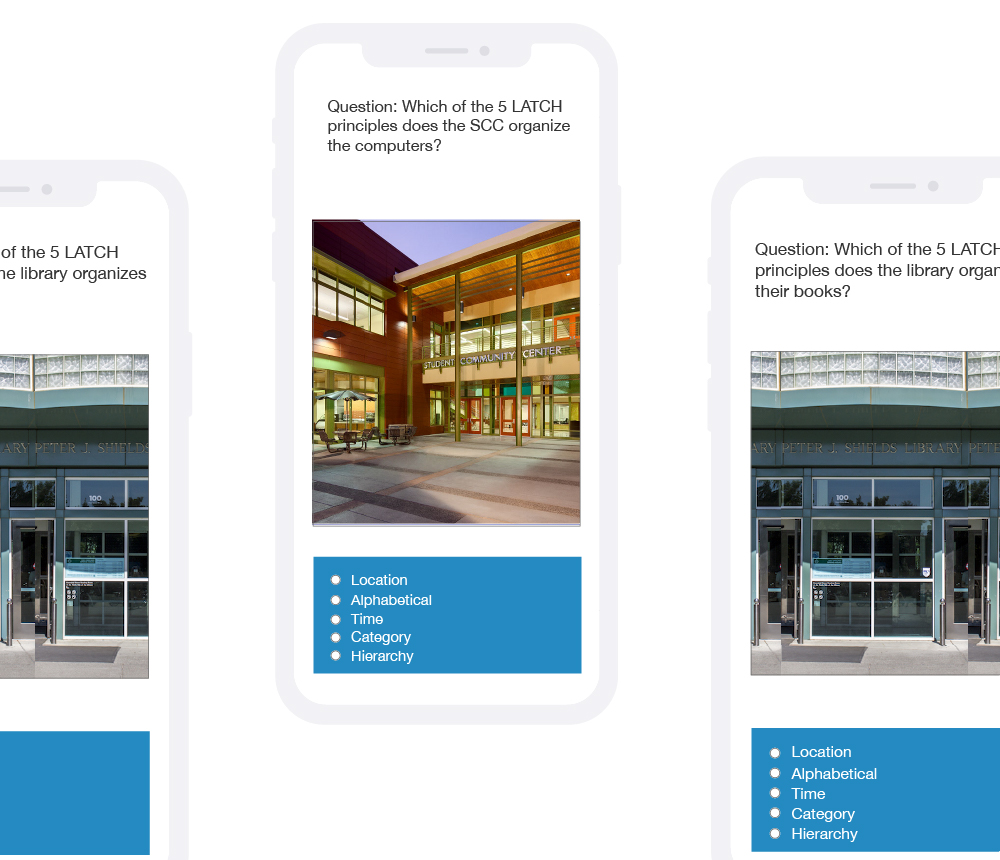 of the 5 LATCH
he library organizes
ARY PETER J. SHIELDS
100
Question: Which of the 5 LATCH
principles does the SCC organize
the computers?
STUDENT COMMUNITY CENTER
Location
Alphabetical
Time
Category
Hierarchy
Question: Which of the 5 LATCH
principles does the library organ
their books?
ARY PETER J. SHIELDS LIBRARY PETE
100
Location
Alphabetical
Time
Category
Hierarchy